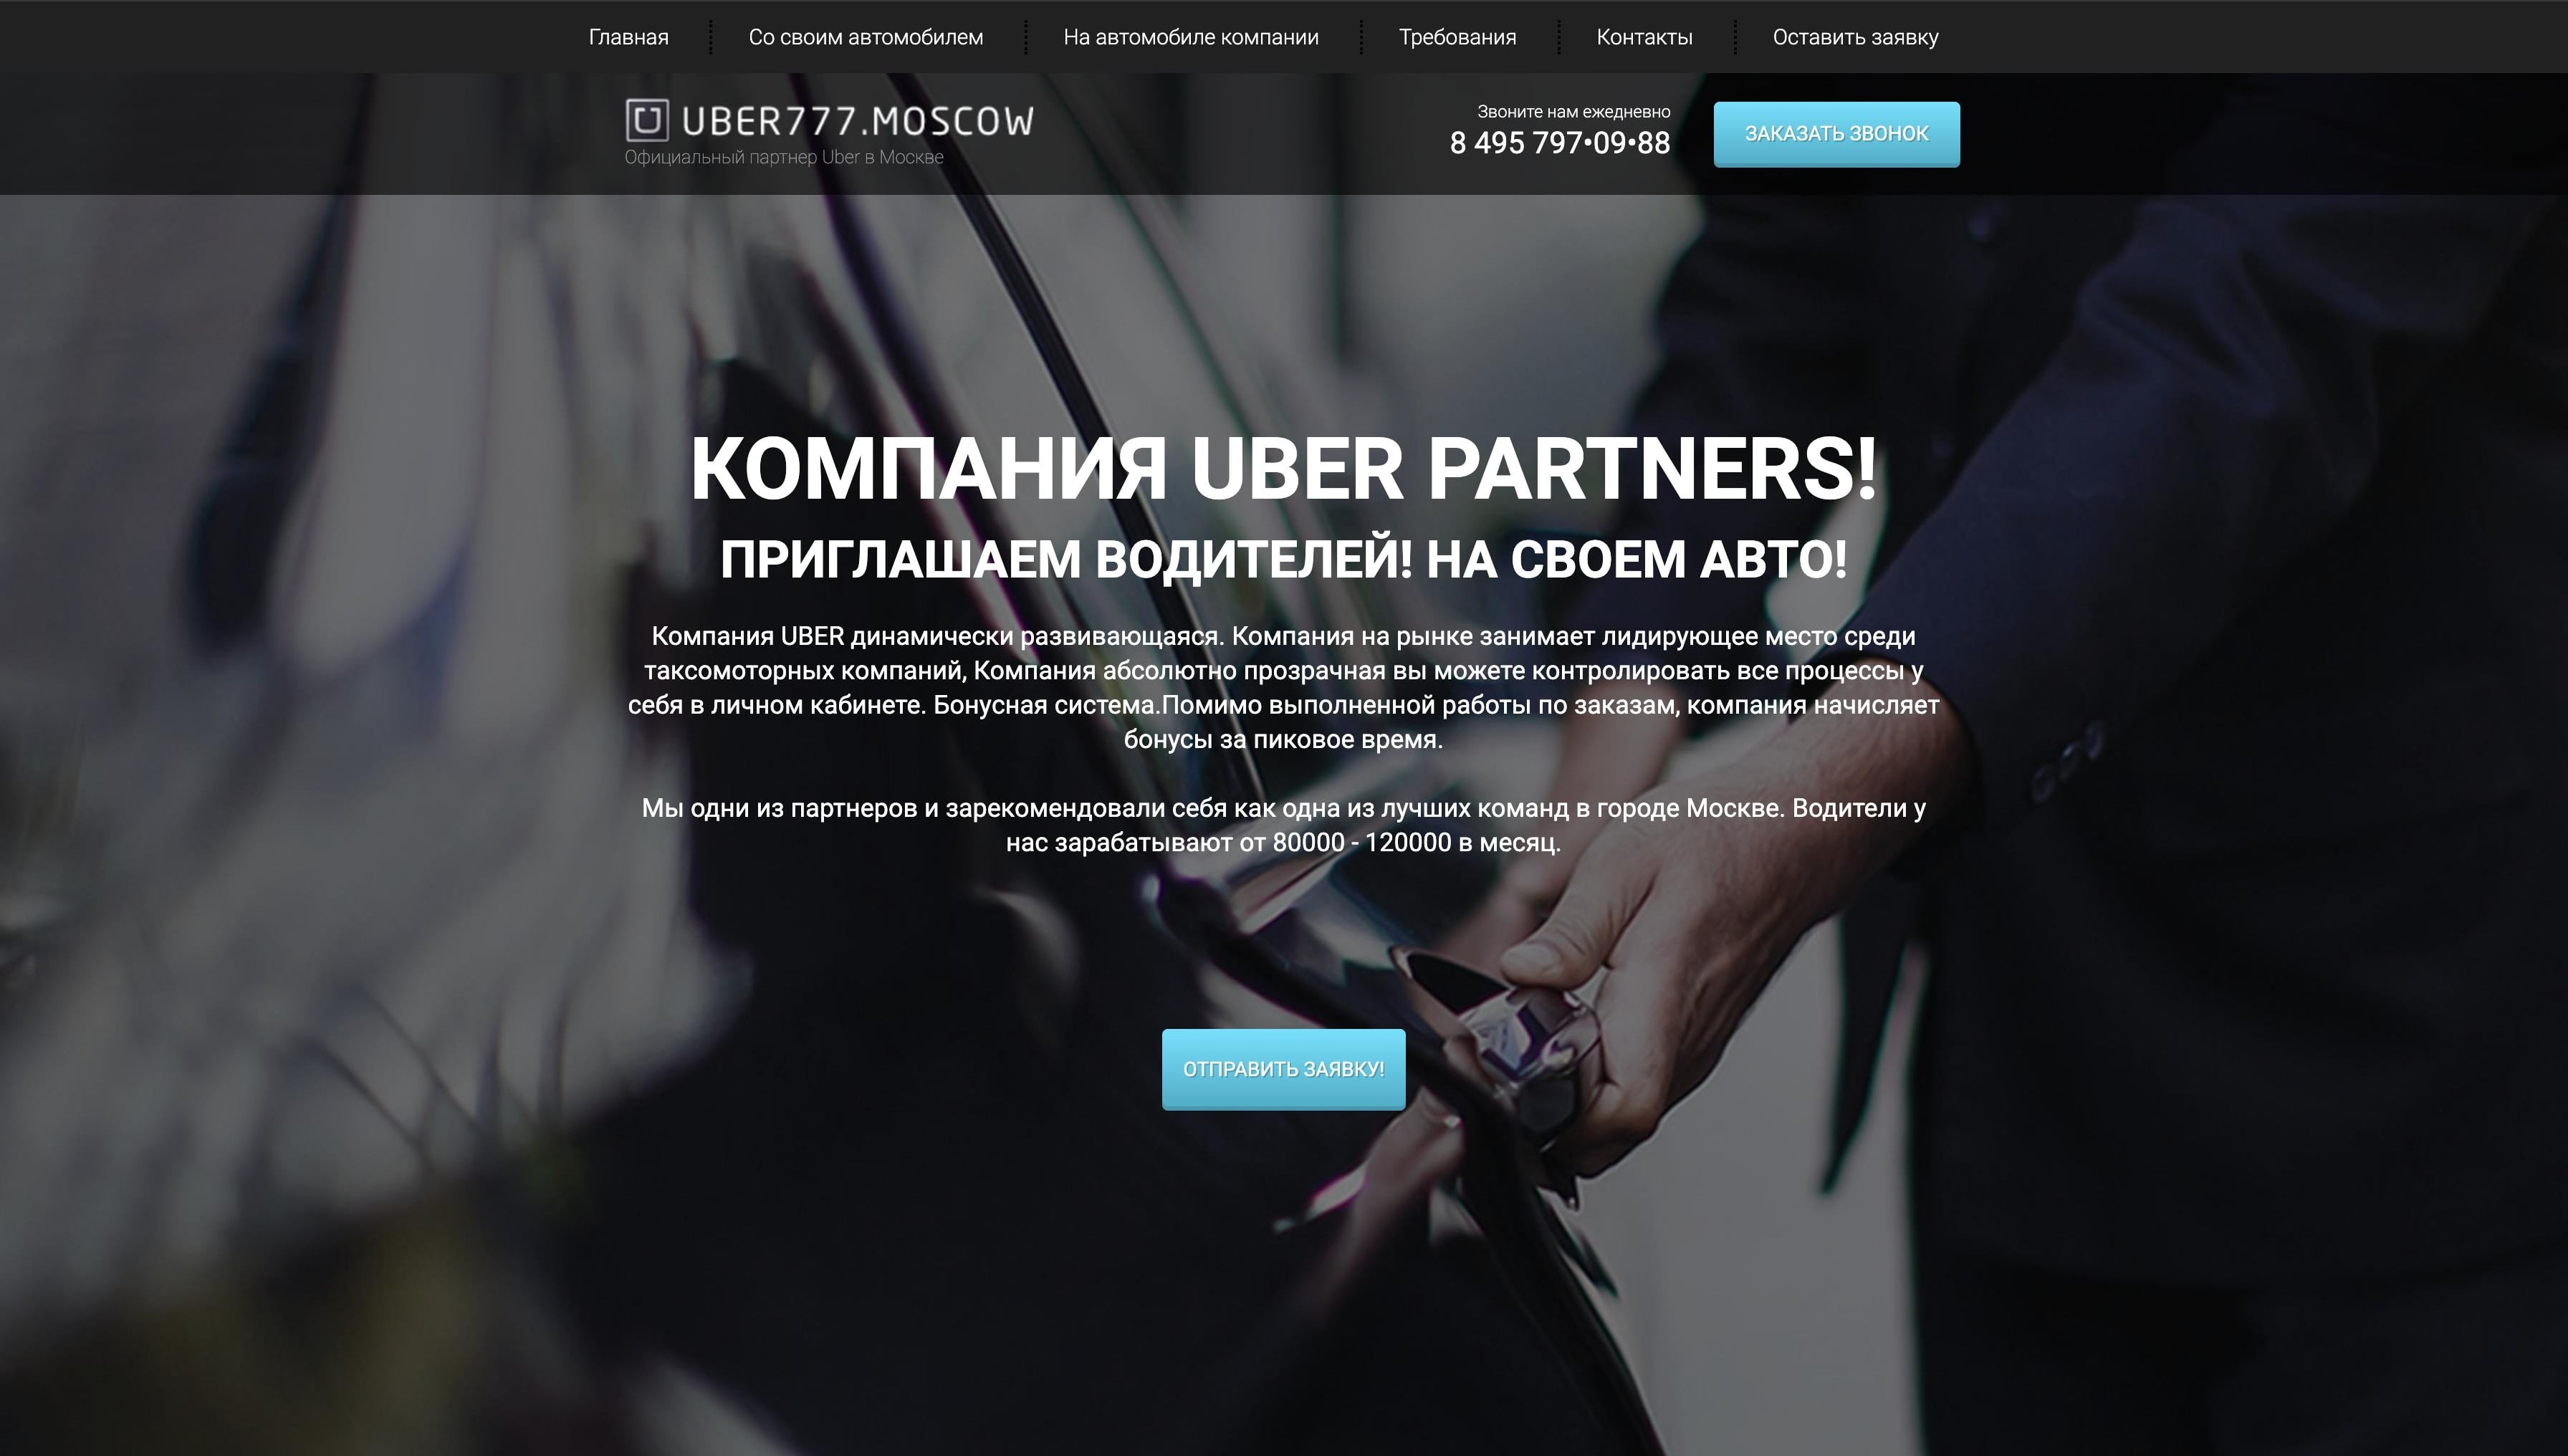 Главная
Со своим автомобилем
На автомобиле компании
Требования
Контакты
Оставить заявку
UBER777.MOSCOW
Официальный партнер Uber в Москве
Звоните нам ежедневно
8 495 797•09•88
ЗАКАЗАТЬ ЗВОНОК
КОМПАНИЯ UBER PARTNERS!
ПРИГЛАШАЕМ ВОДИТЕЛЕЙ! НА СВОЕМ АВТО!
Компания UBER динамически развивающаяся. Компания на рынке занимает лидирующее место среди
таксомоторных компаний, Компания абсолютно прозрачная вы можете контролировать все процессы у
себя в личном кабинете. Бонусная система.Помимо выполненной работы по заказам, компания начисляет
бонусы за пиковое время.
Мы одни из партнеров и зарекомендовали себя как одна из лучших команд в городе Москве. Водители у
нас зарабатывают от 80000 - 120000 в месяц.
ОТПРАВИТЬ ЗАЯВКУ!